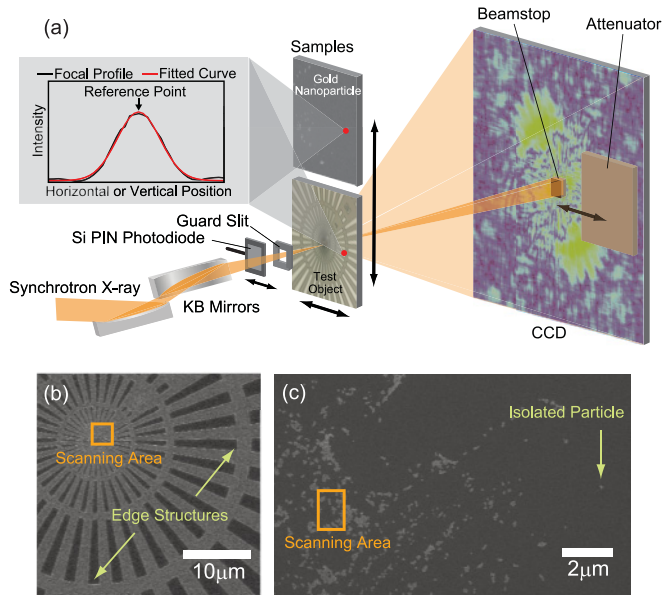 (a)
Samples
Beamstop
Attenuator
Focal Profile
Fitted Curve
Reference Point
Intensity
Horizontal or Vertical Position
Gold
Nanoparticle
Guard Slit
Si PIN Photodiode
Synchrotron X-ray
KB Mirrors
Test
Object
CCD
(b)
Scanning Area
Edge Structures
10μm
(c)
Isolated Particle
Scanning Area
2μm